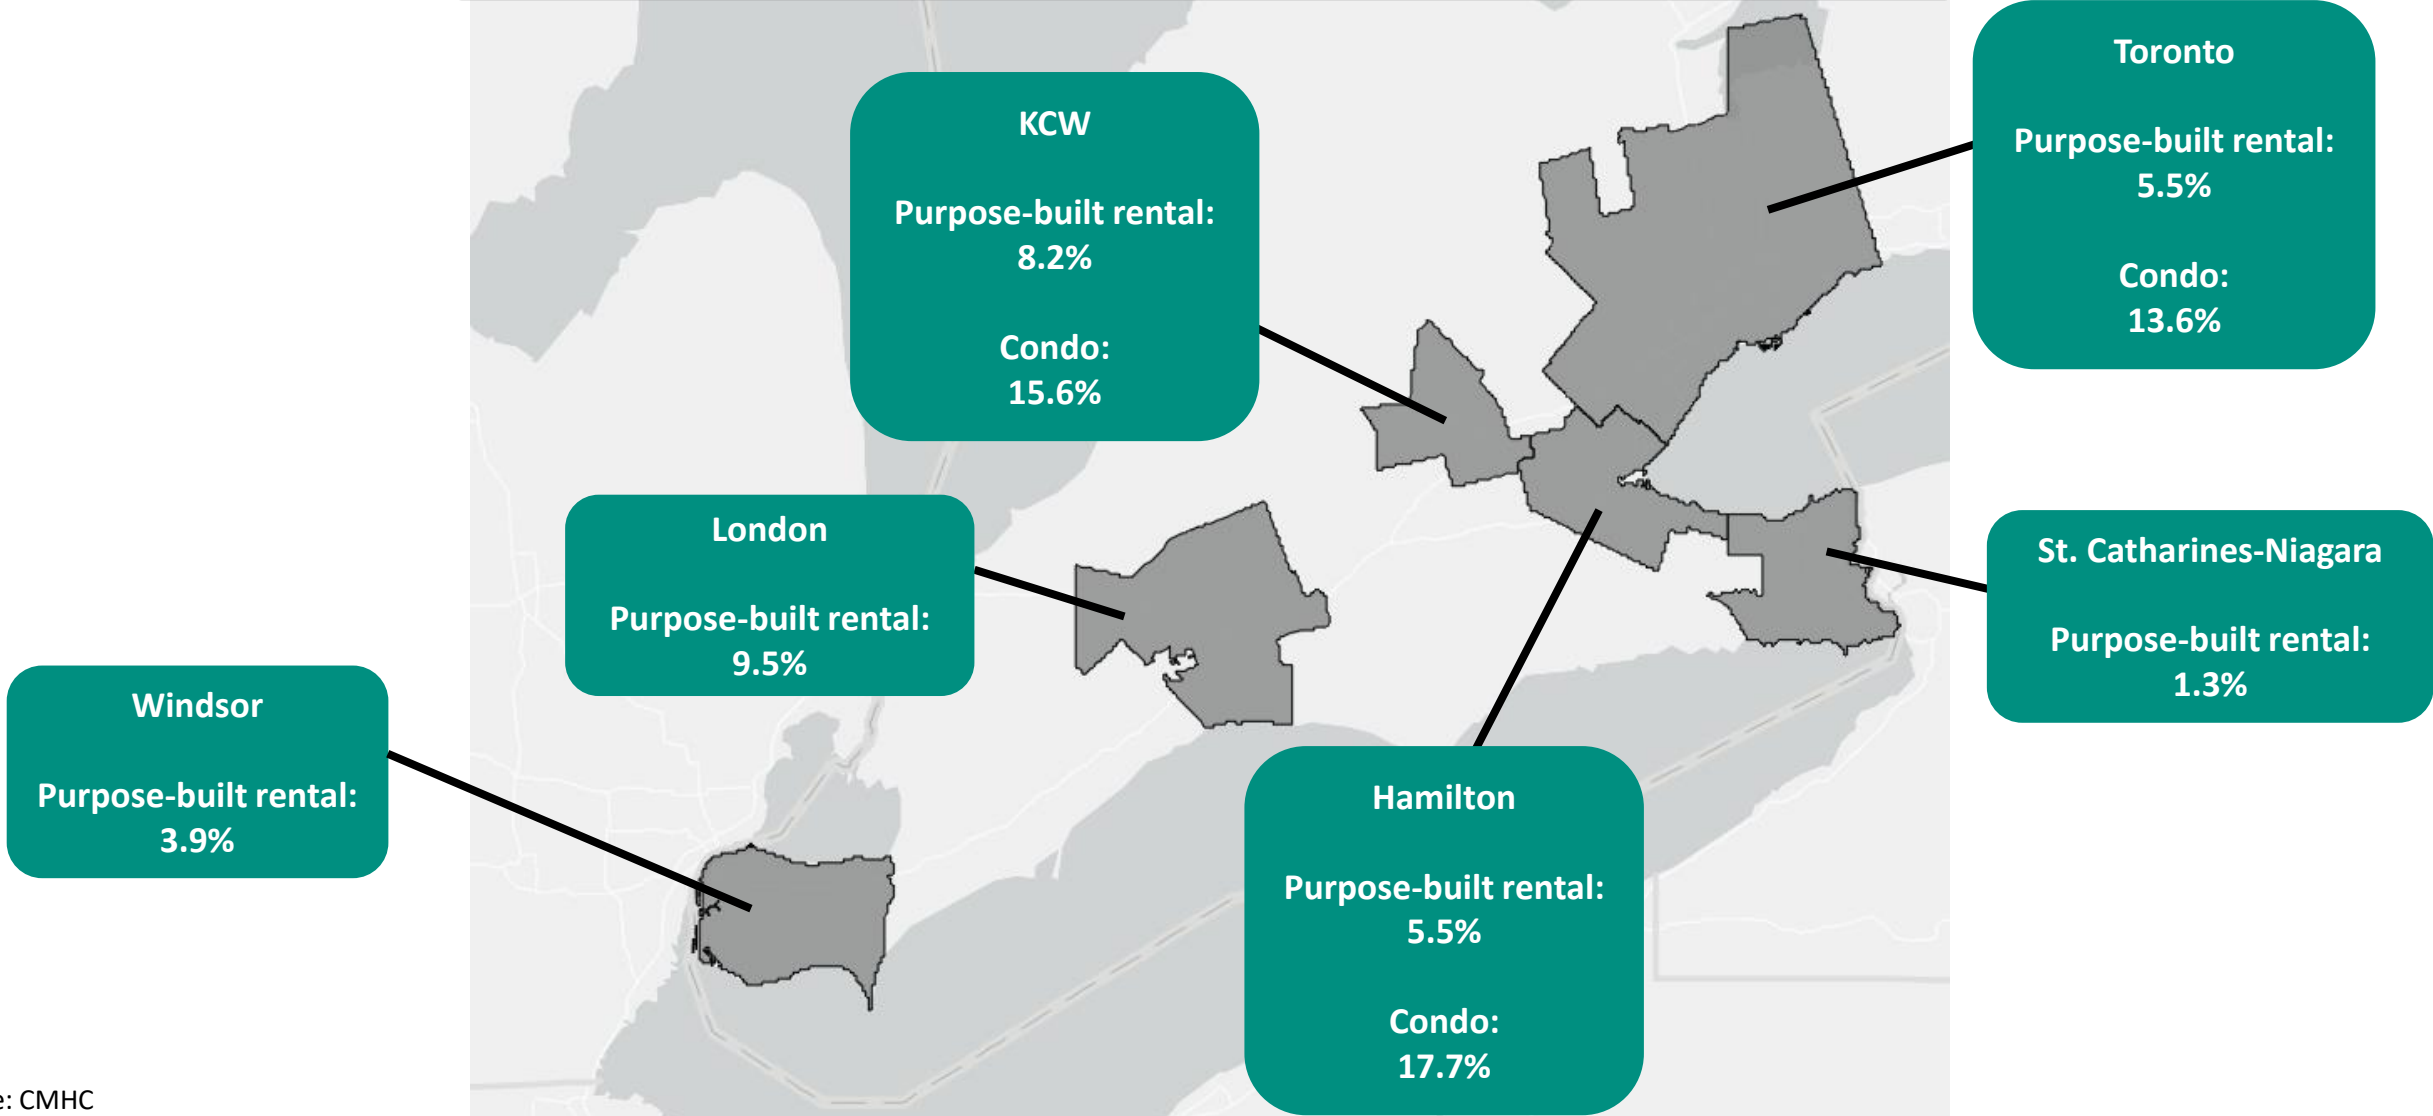 Toronto
Purpose-built rental:
5.5%
Condo:
13.6%
KCW
Purpose-built rental:
8.2%
Condo:
15.6%
London
Purpose-built rental:
9.5%
St. Catharines-Niagara
Purpose-built rental:
1.3%
Windsor
Purpose-built rental:
3.9%
Hamilton
Purpose-built rental:
5.5%
Condo:
17.7%
e: CMHC